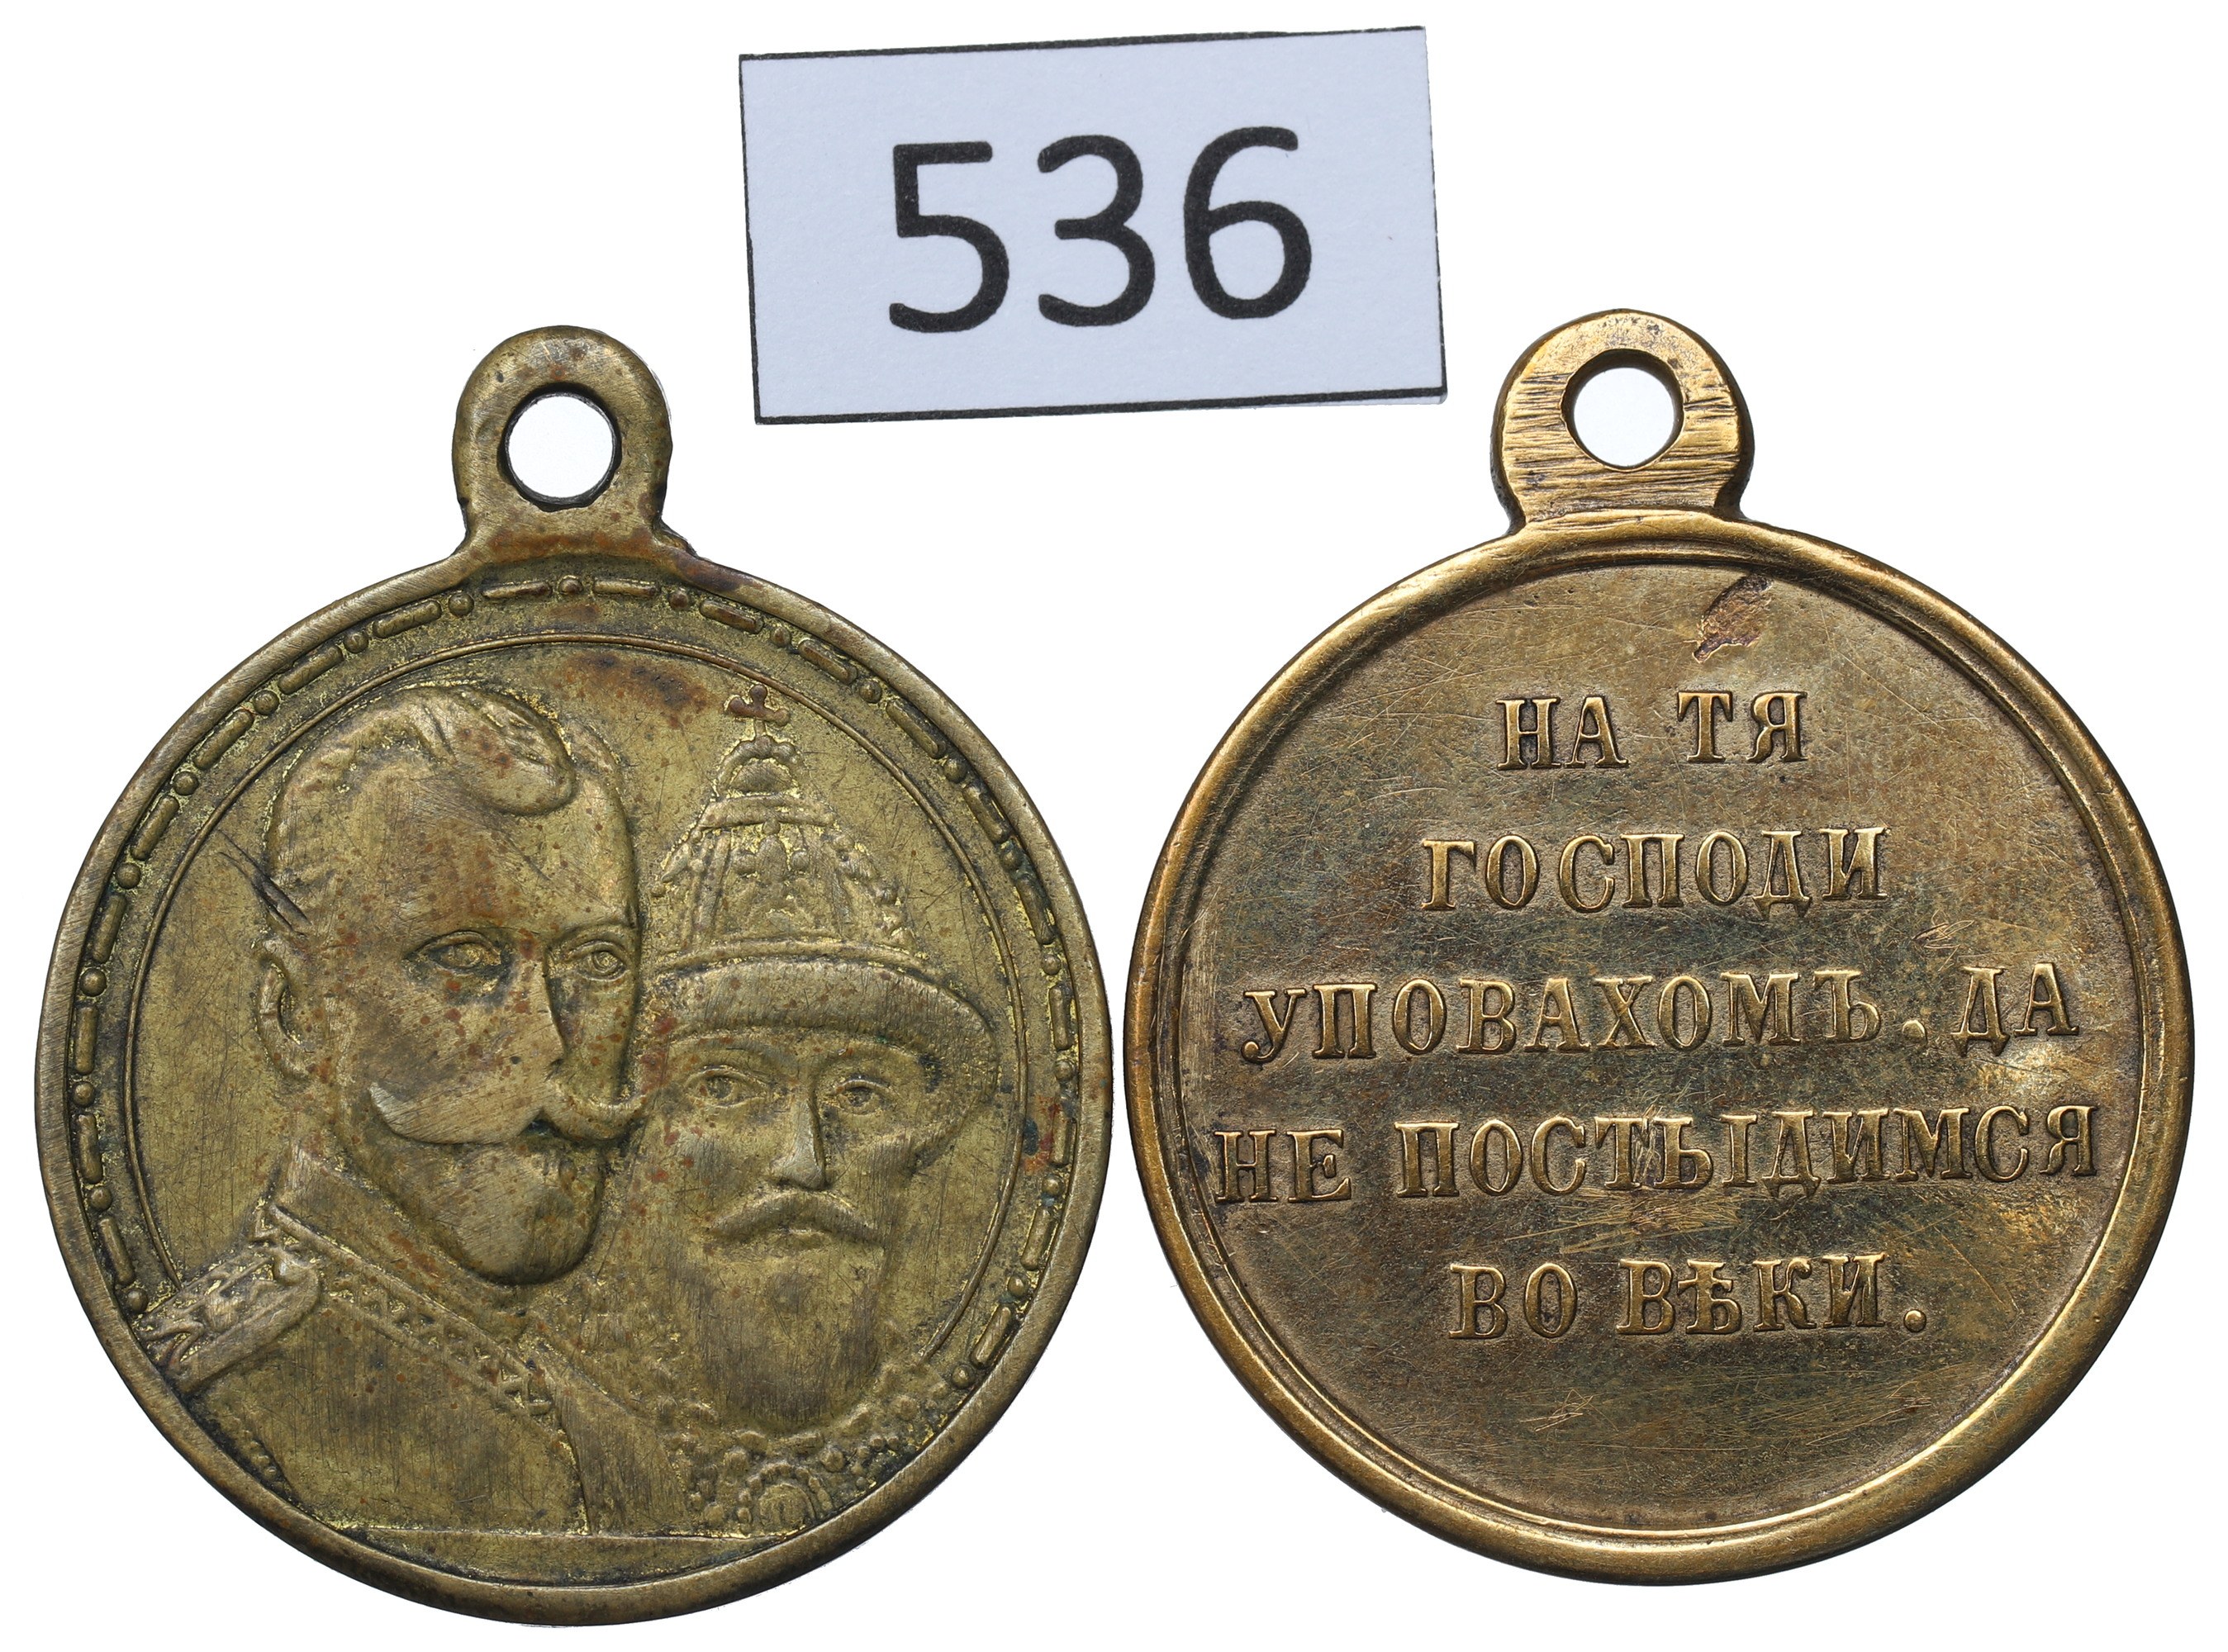 536
НА ТЯ
ГОСПОДИ
УПОВАХОМЪ, ДА
НЕ ПОСТЫДИМСЯ
ВО ВѢКИ.